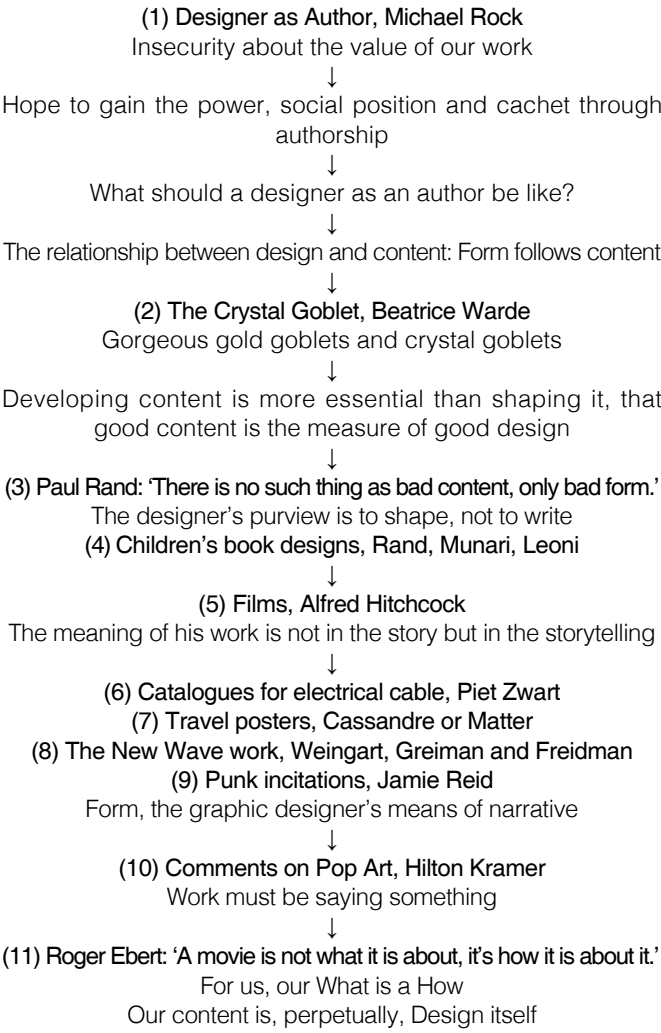 (1) Designer as Author, Michael Rock
Insecurity about the value of our work
↓
Hope to gain the power, social position and cachet through
authorship
↓
What should a designer as an author be like?
↓
The relationship between design and content: Form follows content
↓
(2) The Crystal Goblet, Beatrice Warde
Gorgeous gold goblets and crystal goblets
↓
Developing content is more essential than shaping it, that
good content is the measure of good design
↓
(3) Paul Rand: ‘There is no such thing as bad content, only bad form.’
The designer’s purview is to shape, not to write
(4) Children’s book designs, Rand, Munari, Leoni
↓
(5) Films, Alfred Hitchcock
The meaning of his work is not in the story but in the storytelling
↓
(6) Catalogues for electrical cable, Piet Zwart
(7) Travel posters, Cassandre or Matter
(8) The New Wave work, Weingart, Greiman and Freidman
(9) Punk incitations, Jamie Reid
Form, the graphic designer’s means of narrative
↓
(10) Comments on Pop Art, Hilton Kramer
Work must be saying something
↓
(11) Roger Ebert: ‘A movie is not what it is about, it’s how it is about it.’
For us, our What is a How
Our content is, perpetually, Design itself